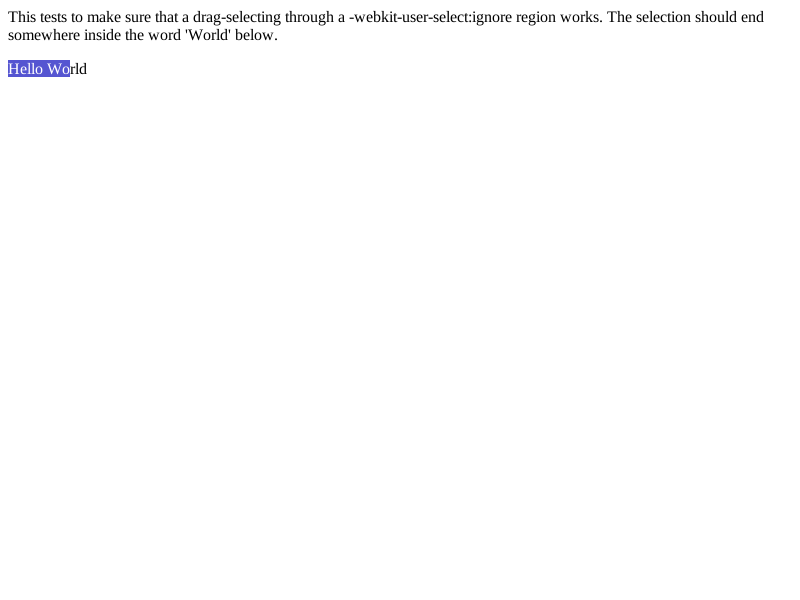 This tests to make sure that a drag-selecting through a -webkit-user-select:ignore region works. The selection should end
somewhere inside the word 'World' below.
Hello World